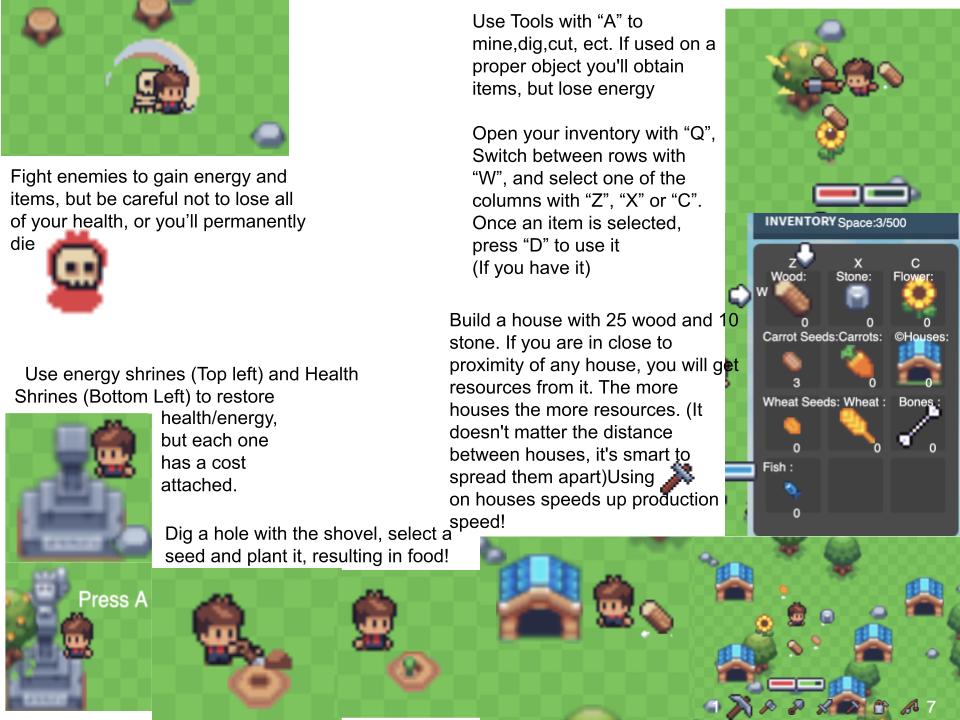 Use Tools with “A” to
mine,dig,cut, ect. If used on a
proper object you'll obtain
items, but lose energy
Open your inventory with “Q”,
Switch between rows with
“W”, and select one of the
columns with “Z”, “X” or “C”.
Once an item is selected,
press “D” to use it
(If you have it)
Fight enemies to gain energy and
items, but be careful not to lose all
of your health, or you’ll permanently
die
INVENTORY Space:3/500
Z X C
Wood: Stone: Flower:
W
0 0 0
Carrot Seeds: Carrots: ©Houses:
3 0 0
Wheat Seeds: Wheat : Bones :
0 0 0
Fish :
0
Build a house with 25 wood and 10
stone. If you are in close to
proximity of any house, you will get
resources from it. The more
houses the more resources. (It
doesn't matter the distance
between houses, it's smart to
spread them apart)Using
on houses speeds up production
speed!
Use energy shrines (Top left) and Health
Shrines (Bottom Left) to restore
health/energy,
but each one
has a cost
attached.
Dig a hole with the shovel, select a
seed and plant it, resulting in food!
Press A
1 7